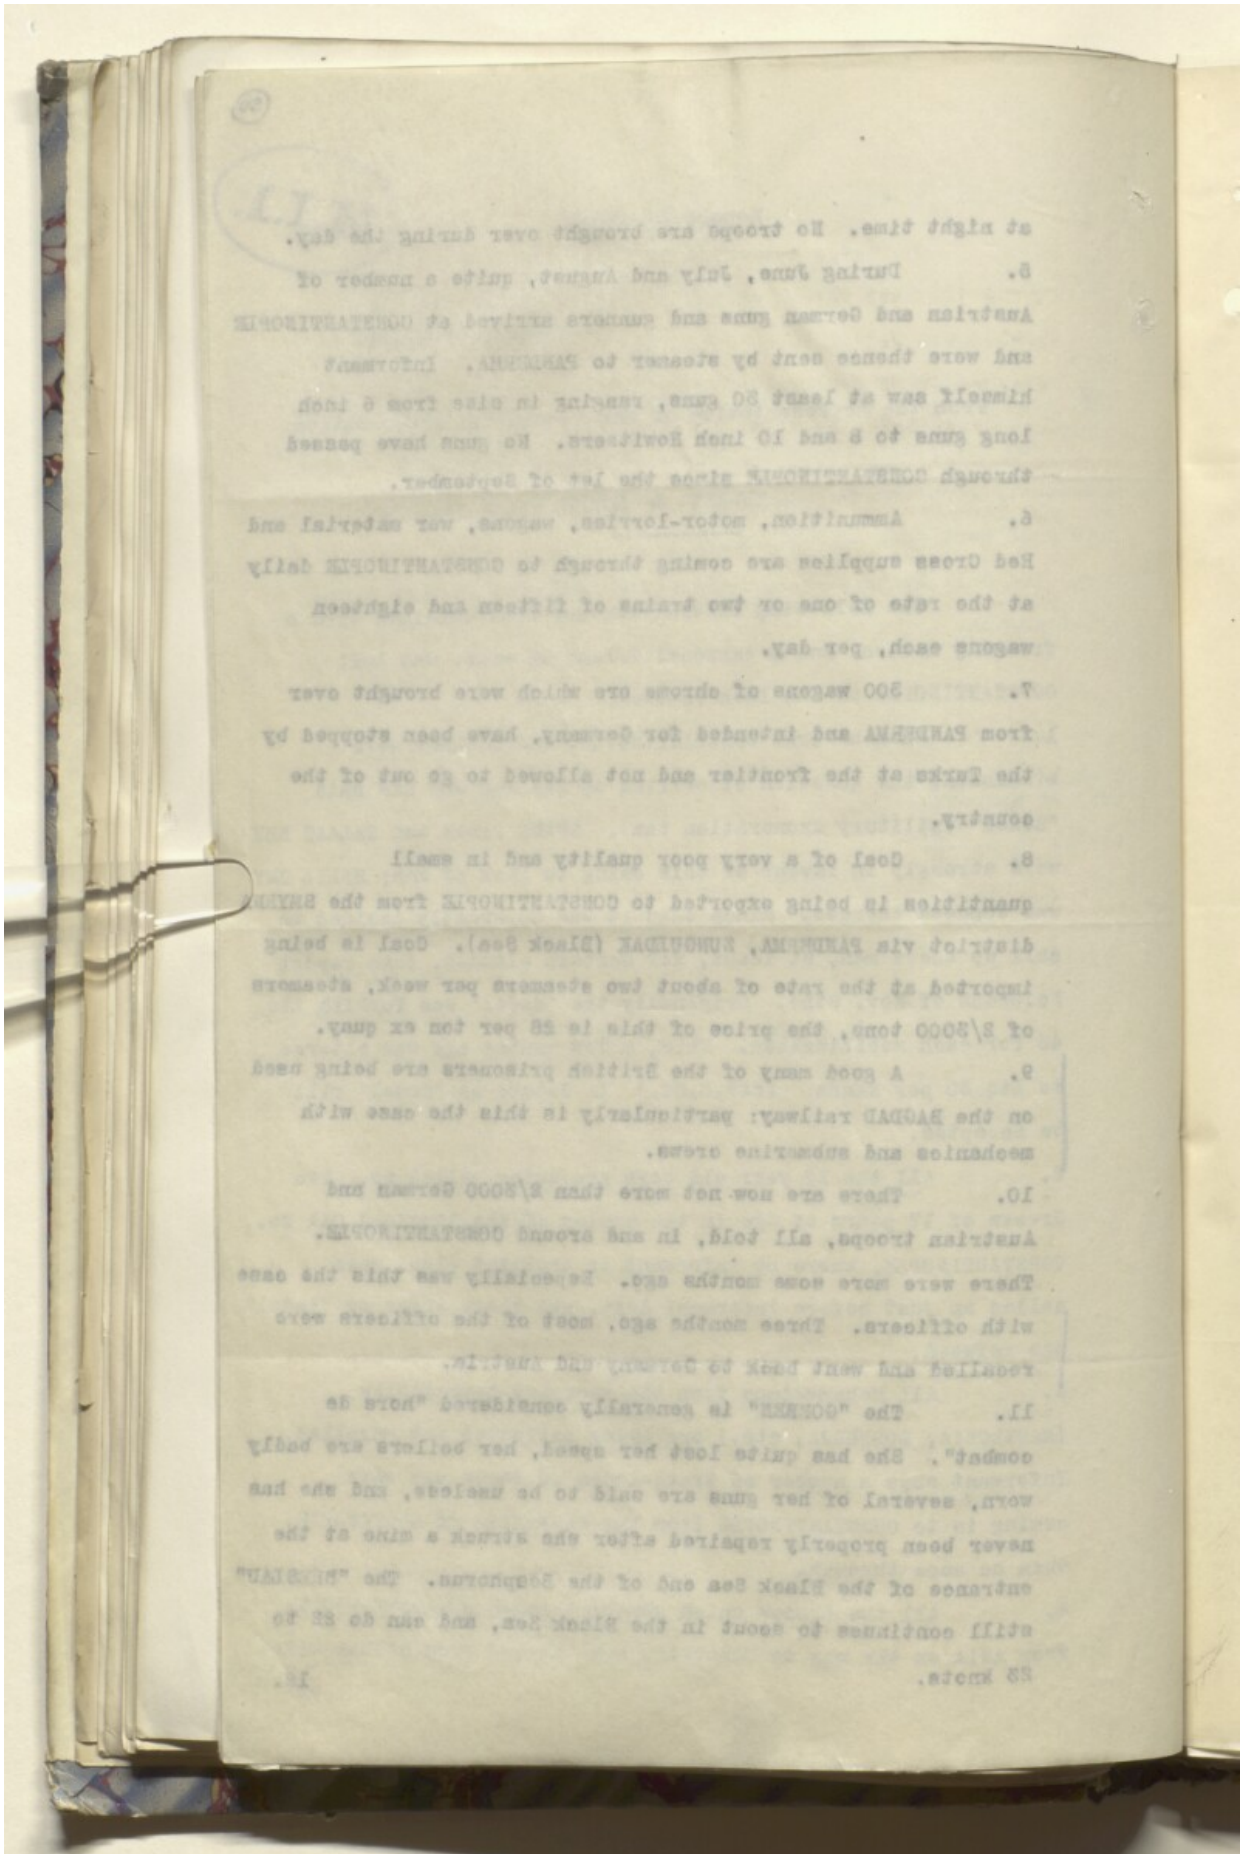 at night time. No troops are brought over during the day.
5. During June, July and August, quite a number of
Austrian and German guns and gunners arrived at CONSTANTINOPLE
and were thence sent by steamer to PANDERMA. Informant
himself saw at least 30 guns, ranging in size from 6 inch
long guns to 8 and 10 inch Howitzers. No guns have passed
through CONSTANTINOPLE since the 1st of September.
6. Ammunition, motor-lorries, wagons, war material and
Red Cross supplies are coming through to CONSTANTINOPLE daily
at the rate of one or two trains of fifteen and eighteen
wagons each, per day.
7. 300 wagons of chrome ore which were brought over
from PANDERMA and intended for Germany, have been stopped by
the Turks at the frontier and not allowed to go out of the
country.
8. Coal of a very poor quality and in small
quantities is being exported to CONSTANTINOPLE from the SMYRNA
district via PANDERMA, (Black Sea). Coal is being
imported at the rate of about two steamers per week, steamers
of 2/3000 tons, the price of this is 28 per ton ex quay.
9. A good many of the British prisoners are being used
on the BAGDAD railway; particularly is this the case with
mechanics and submarine crews.
10. There are now not more than 2/3000 German and
Austrian troops, all told, in and around CONSTANTINOPLE.
There were more some months ago. Especially was this the case
with officers. Three months ago, most of the officers were
recalled and went back to Germany and Austria.
11. The "GOEBEN" is generally considered "hors de
combat". She has quite lost her speed, her boilers are badly
worn, several of her guns are said to be useless, and she has
never been properly repaired after she struck a mine at the
entrance of the Black Sea end of the Bosphorus. The "BRESLAU"
still continues to scout in the Black Sea, and can do 22 to
23 knots.